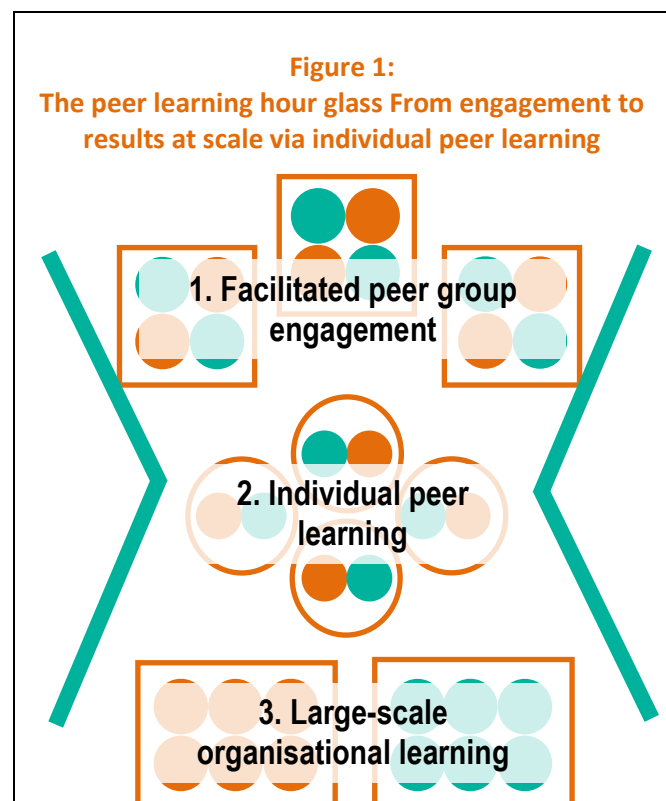 Figure 1:
The peer learning hour glass From engagement to
results at scale via individual peer learning
1. Facilitated peer group
engagement
2. Individual peer
learning
3. Large-scale
organisational learning